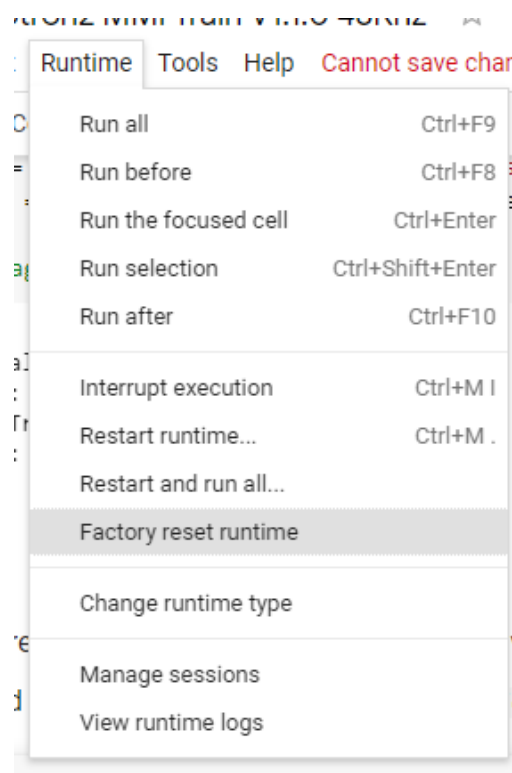 Runtime Tools Help Cannot save
Run all Ctrl+F9
Run before Ctrl+F8
Run the focused cell Ctrl+Enter
Run selection Ctrl+Shift+Enter
Run after Ctrl+F10
Interrupt execution Ctrl+M I
Restart runtime... Ctrl+M .
Restart and run all...
Factory reset runtime
Change runtime type
Manage sessions
View runtime logs